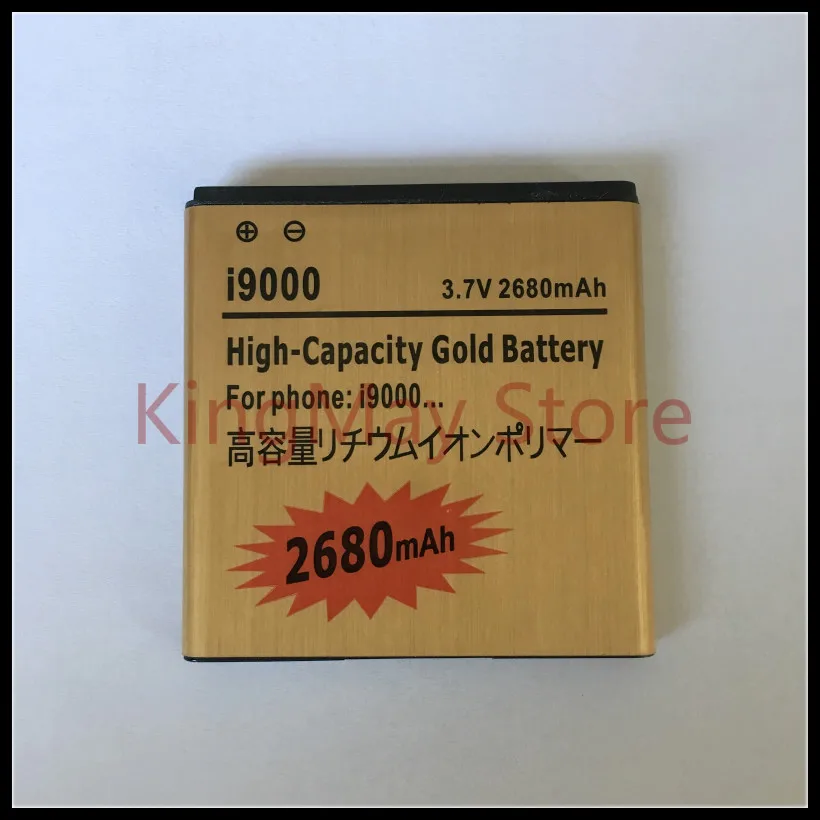 ⊕ ⊖
i9000 3.7V 2680mAh
High-Capacity Gold Battery
For phone: i9000...
KingMay Store
高容量リチウムイオンポリマー
2680mAh